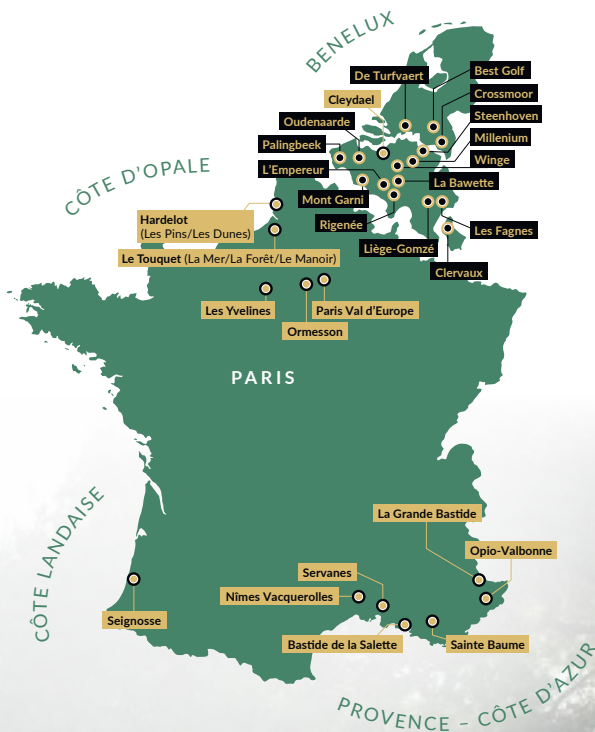 BENELUX
De Turfvaert
Best Golf
Cleydael
Crossmoor
Oudenaarde
Steenhoven
Palingbeek
Millenium
L'Empereur
Winge
CÔTE D'OPALE
La Bawette
Mont Garni
Hardelot
(Les Pins/Les Dunes)
Rigenée
Les Fagnes
Liège-Gomzé
Le Touquet (La Mer/La Forêt/Le Manoir)
Clervaux
Les Yvelines
Paris Val d'Europe
Ormesson
PARIS
CÔTE LANDAISE
La Grande Bastide
Opio-Valbonne
Servanes
Nîmes Vacquerolles
Seignosse
Bastide de la Salette
Sainte Baume
PROVENCE – CÔTE D'AZUR